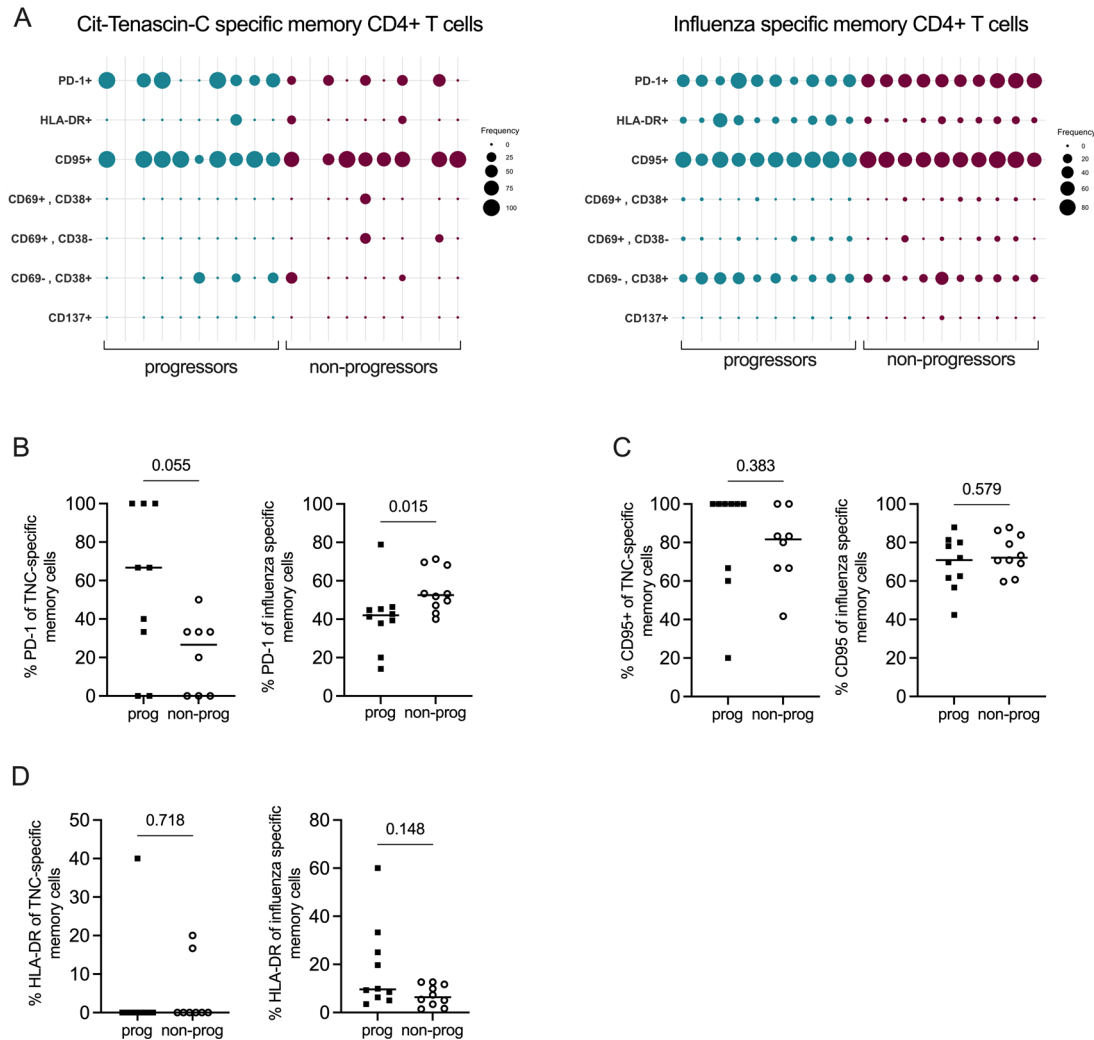 A
Cit-Tenascin-C specific memory CD4+ T cells
PD-1+
HLA-DR+
CD95+
CD69+ , CD38+
CD69+ , CD38-
CD69- , CD38+
CD137+
Frequency
0
25
50
75
100
progressors
non-progressors
Influenza specific memory CD4+ T cells
PD-1+
HLA-DR+
CD95+
CD69+ , CD38+
CD69+ , CD38-
CD69- , CD38+
CD137+
Frequency
0
20
40
60
80
progressors
non-progressors
B
% PD-1 of TNC-specific
memory cells
100
80
60
40
20
0
0.055
prog
non-prog
% PD-1 of influenza specific
memory cells
100
80
60
40
20
0
0.015
prog
non-prog
C
% CD95+ of TNC-specific
memory cells
100
80
60
40
20
0
0.383
prog
non-prog
% CD95 of influenza specific
memory cells
100
80
60
40
20
0
0.579
prog
non-prog
D
% HLA-DR of TNC-specific
memory cells
50
40
30
20
10
0
0.718
prog
non-prog
% HLA-DR of influenza specific
memory cells
80
60
40
20
0
0.148
prog
non-prog